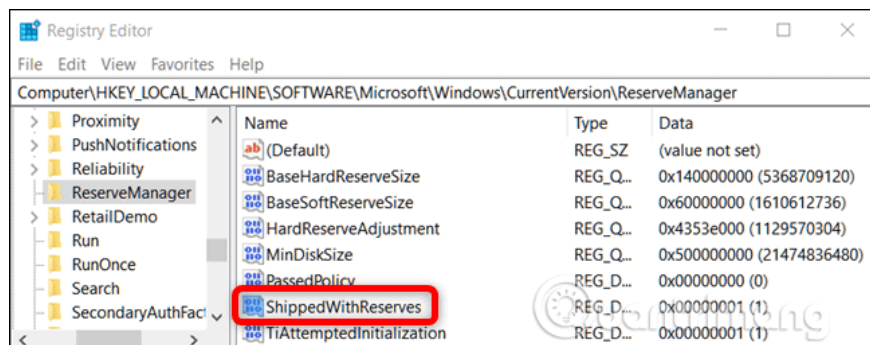 Registry Editor
File Edit View Favorites Help
Computer\HKEY_LOCAL_MACHINE\SOFTWARE\Microsoft\Windows\CurrentVersion\ReserveManager
Proximity
PushNotifications
Reliability
ReserveManager
RetailDemo
Run
RunOnce
Search
SecondaryAuthFact
Name Type Data
(Default) REG_SZ (value not set)
BaseHardReserveSize REG_Q... 0x140000000 (5368709120)
BaseSoftReserveSize REG_Q... 0x60000000 (1610612736)
HardReserveAdjustment REG_Q... 0x4353e000 (1129570304)
MinDiskSize REG_Q... 0x500000000 (21474836480)
PassedPolicy REG_D... 0x00000000 (0)
ShippedWithReserves REG_D... 0x00000001 (1)
TiAttemptedInitialization REG_D... 0x00000001 (1)